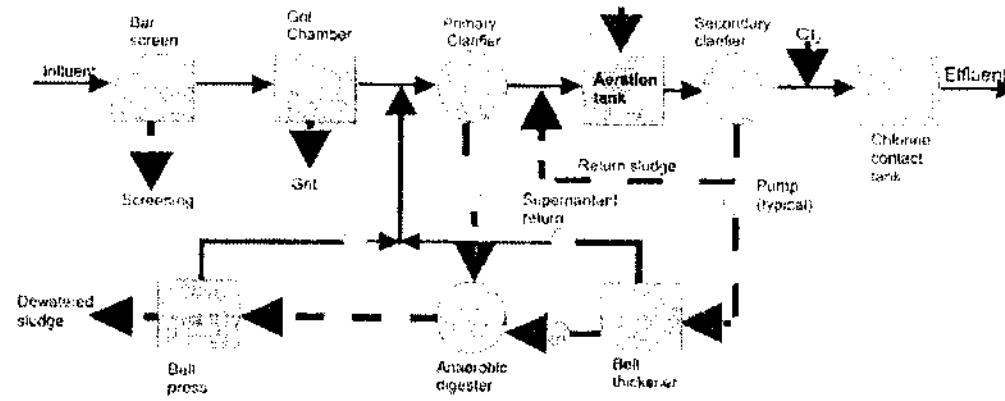 Bar
screen
Grit
Chamber
Primary
Clarifier
Secondary
clarifier
Cl2
Influent
Aeration
tank
Effluent
Chlorine
contact
tank
Return sludge
Screening
Grit
Supernantant
return
Pump
(typical)
Dewatered
sludge
Belt
press
Anaerobic
digester
Belt
thickener